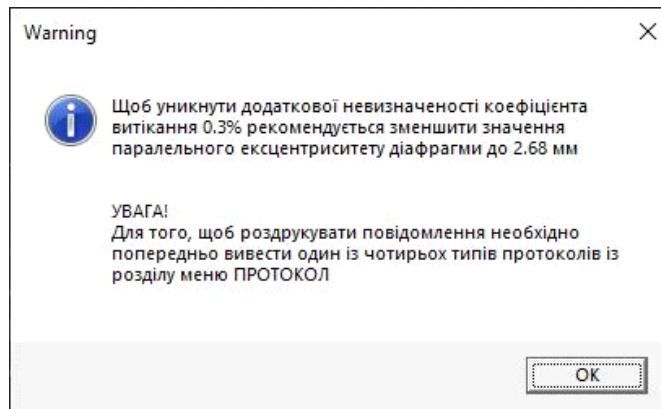 Warning
Щоб уникнути додаткової невизначеності коефіцієнта
витікання 0.3% рекомендується зменшити значення
паралельного ексцентриситету діафрагми до 2.68 мм
УВАГА!
Для того, щоб роздрукувати повідомлення необхідно
попередньо вивести один із чотирьох типів протоколів із
розділу меню ПРОТОКОЛ
OK